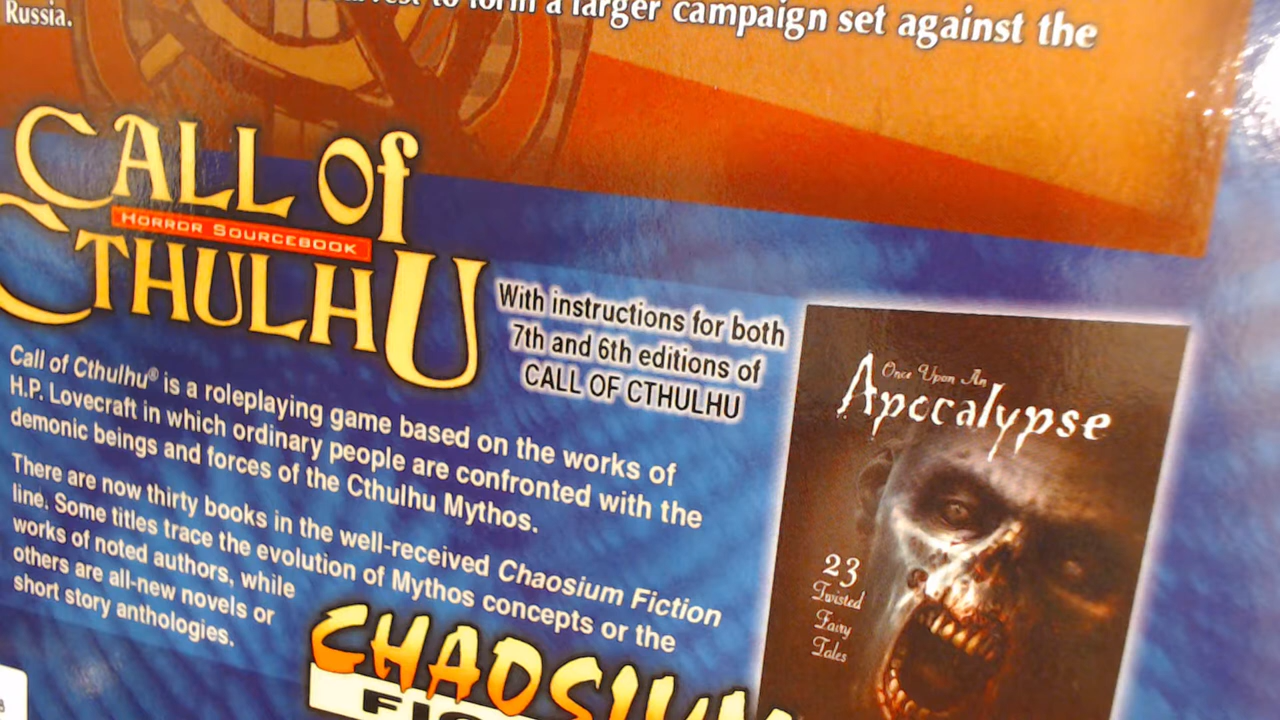 to form a larger campaign set against the
Russia.
CALL Of
HORROR SOURCEBOOK
CTHULHU
With instructions for both
7th and 6th editions of
CALL OF CTHULHU
Call of Cthulhu® is a roleplaying game based on the works of
H.P. Lovecraft in which ordinary people are confronted with the
demonic beings and forces of the Cthulhu Mythos.
There are now thirty books in the well-received Chaosium Fiction
line. Some titles trace the evolution of Mythos concepts or the
works of noted authors, while
others are all-new novels or
short story anthologies.
CHAOSIUM
Once Upon An
Apocalypse
23
Twisted
Fairy
Tales